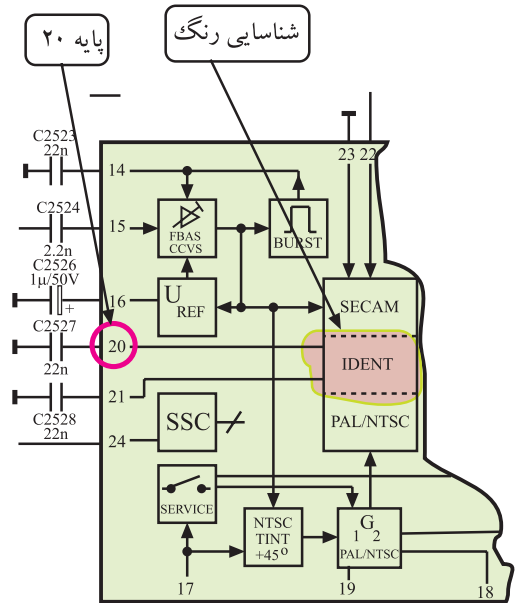 پایه ۲۰
شناسایی رنگ
C2523
22n
14
23 22
C2524
2.2n
15
FBAS
CCVS
BURST
C2526
1µ/50V
+
16
U REF
SECAM
C2527
22n
20
IDENT
21
C2528
22n
24
SSC
PAL/NTSC
SERVICE
NTSC
TINT
+45º
G
1 2
PAL/NTSC
17
19
18